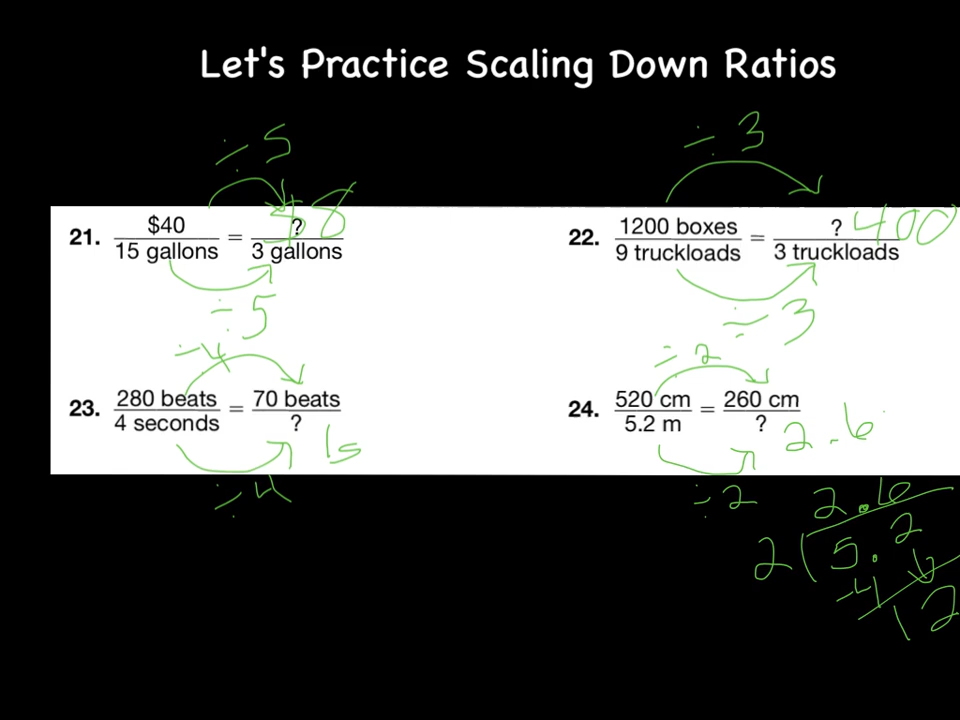 Let's Practice Scaling Down Ratios
÷ 5
÷ 3
21. $40 / 15 gallons = ? / 3 gallons $8
22. 1200 boxes / 9 truckloads = ? / 3 truckloads 400
÷ 5
÷ 3
÷ 4
÷ 2
23. 280 beats / 4 seconds = 70 beats / ? 1s
24. 520 cm / 5.2 m = 260 cm / ? 2.6
÷ 4
÷ 2
2.6
2 5.2
-4
12